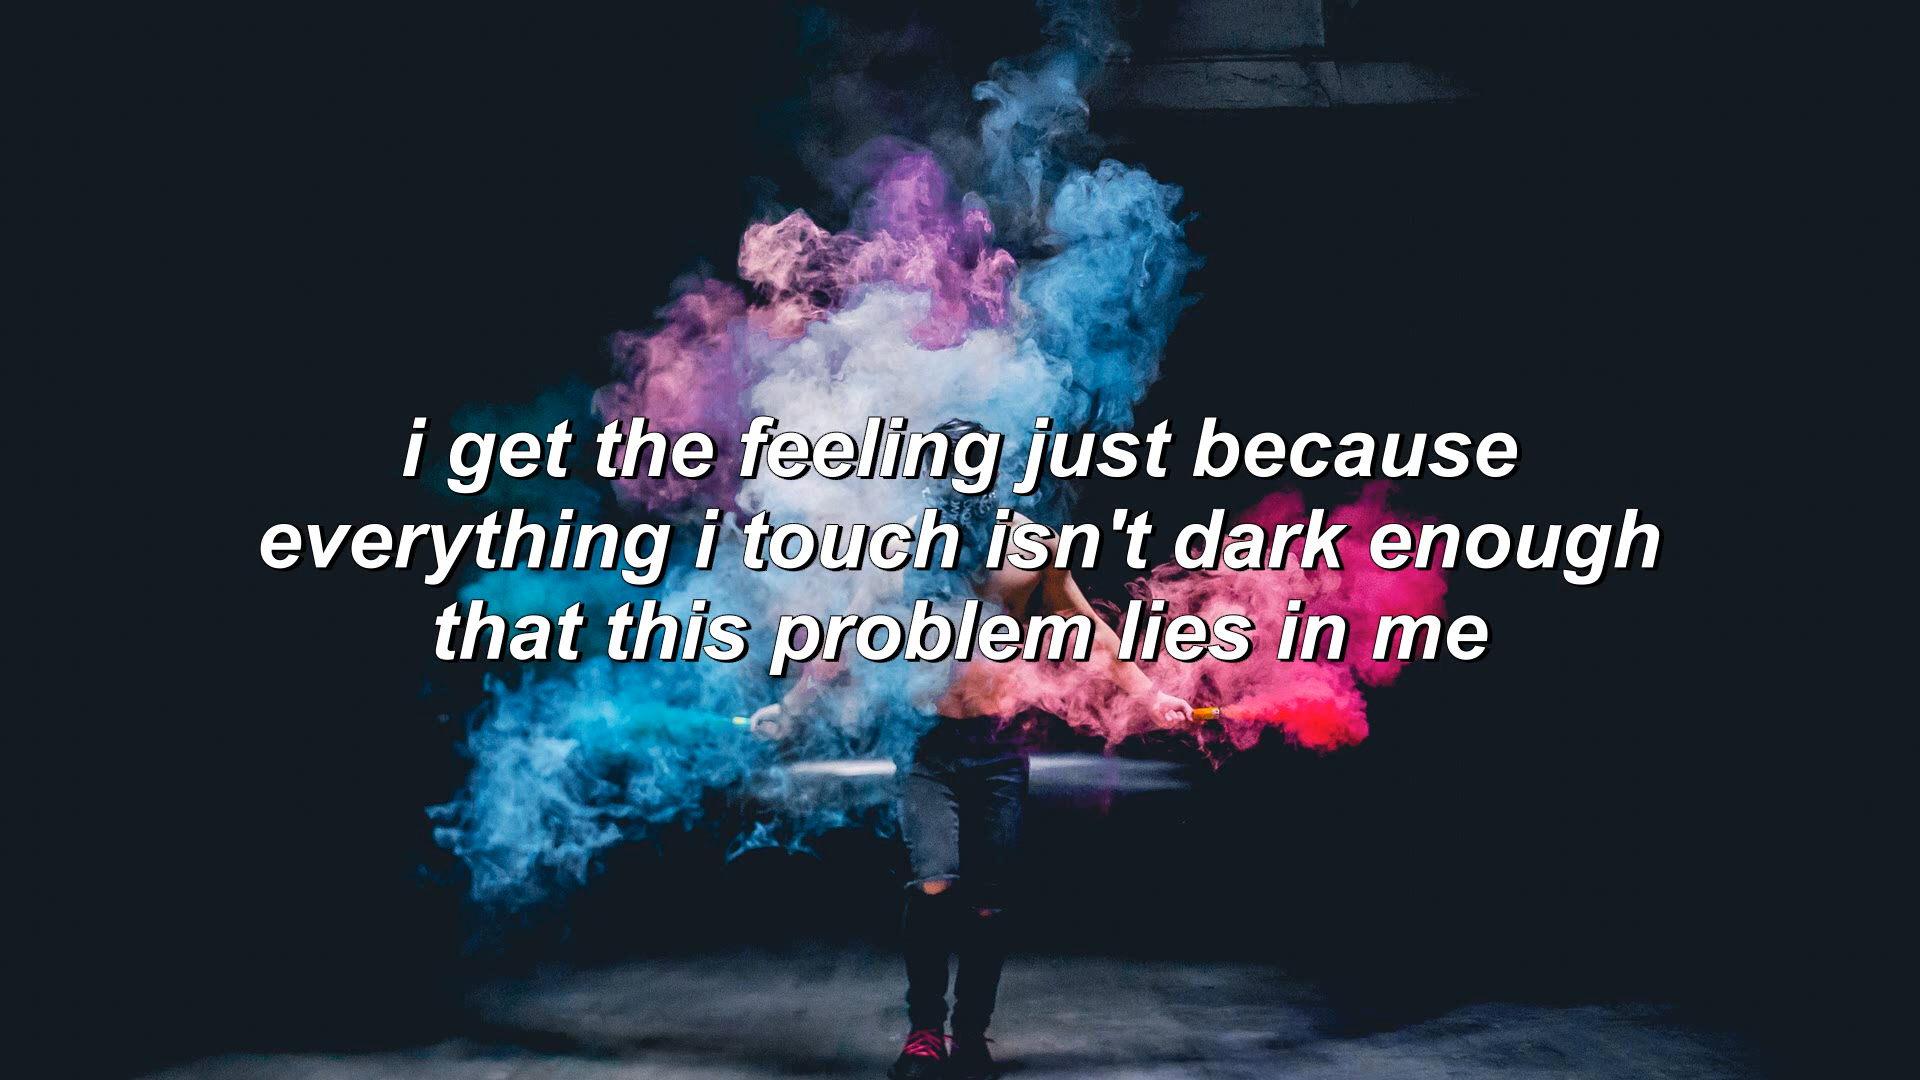 i get the feeling just because
everything i touch isn't dark enough
that this problem lies in me